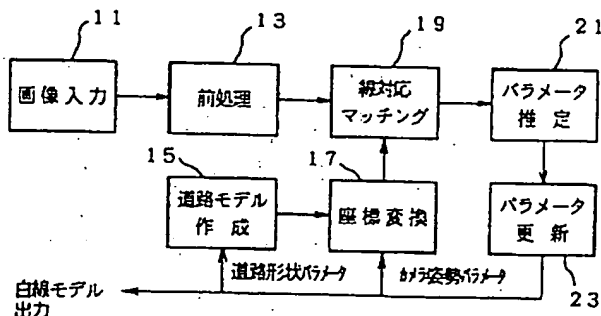 11
13
19
21
画像入力
前処理
線対応
マッチング
パラメータ
推定
15
17
道路モデル
作成
座標変換
パラメータ
更新
道路形状パラメータ
カメラ姿勢パラメータ
23
白線モデル
出力